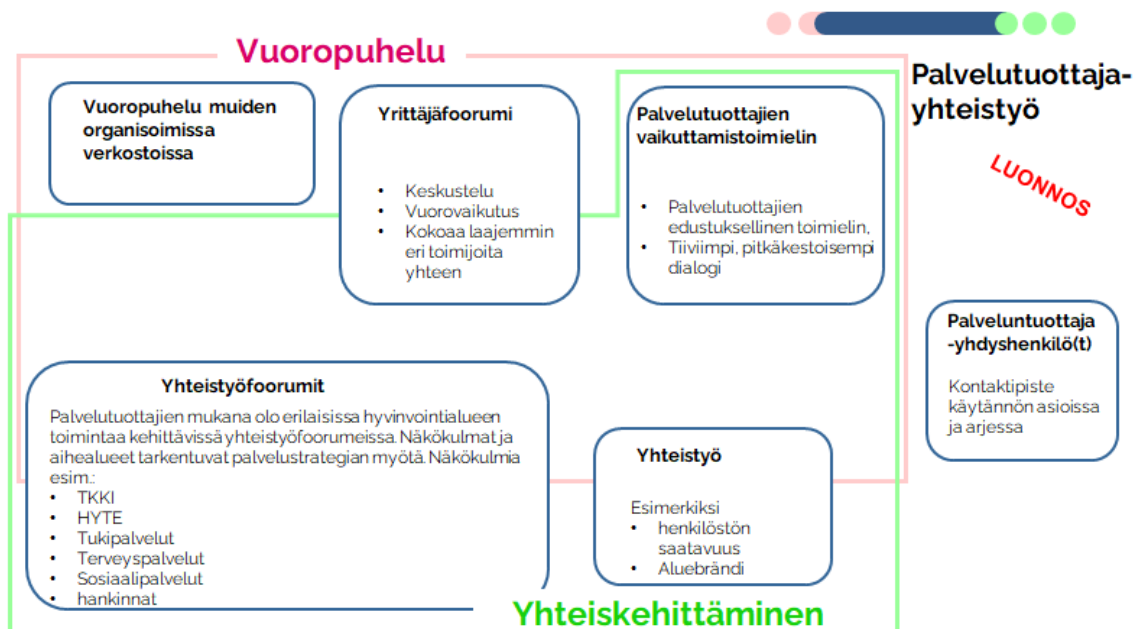 Vuoropuhelu
Palvelutuottaja-
yhteistyö
LUONNOS
Vuoropuhelu muiden
organisoimissa
verkostoissa
Yrittäjäfoorumi
• Keskustelu
• Vuorovaikutus
• Kokoaa laajemmin
eri toimijoita
yhteen
Palvelutuottajien
vaikuttamistoimielin
• Palvelutuottajien
edustuksellinen toimielin,
• Tiiviimpi, pitkäkestoisempi
dialogi
Palveluntuottaja
-yhdyshenkilö(t)
Kontaktipiste
käytännön asioissa
ja arjessa
Yhteistyöfoorumit
Palvelutuottajien mukana olo erilaisissa hyvinvointialueen
toimintaa kehittävissä yhteistyöfoorumeissa. Näkökulmat ja
aihealueet tarkentuvat palvelustrategian myötä. Näkökulmia
esim.:
• TKKI
• HYTE
• Tukipalvelut
• Terveyspalvelut
• Sosiaalipalvelut
• hankinnat
Yhteistyö
Esimerkiksi
• henkilöstön
saatavuus
• Aluebrändi
Yhteiskehittäminen